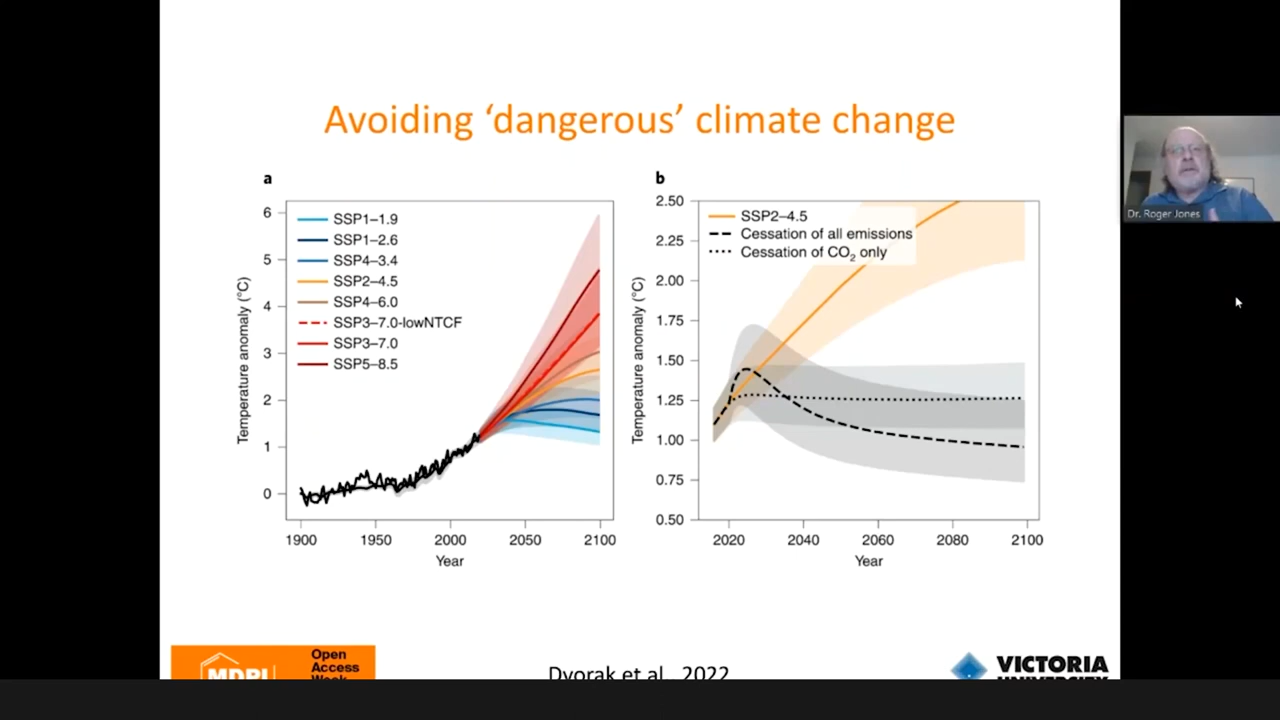 Avoiding ‘dangerous’ climate change
a
6
5
4
3
2
1
0
Temperature anomaly (°C)
SSP1–1.9
SSP1–2.6
SSP4–3.4
SSP2–4.5
SSP4–6.0
SSP3–7.0-lowNTCF
SSP3–7.0
SSP5–8.5
1900 1950 2000 2050 2100
Year
b
2.50
2.25
2.00
1.75
1.50
1.25
1.00
0.75
0.50
Temperature anomaly (°C)
SSP2–4.5
Cessation of all emissions
Cessation of CO₂ only
2020 2040 2060 2080 2100
Year
Dr. Roger Jones
MDPI
Open
Access
Week
Dvorak et al., 2022
VICTORIA
UNIVERSITY